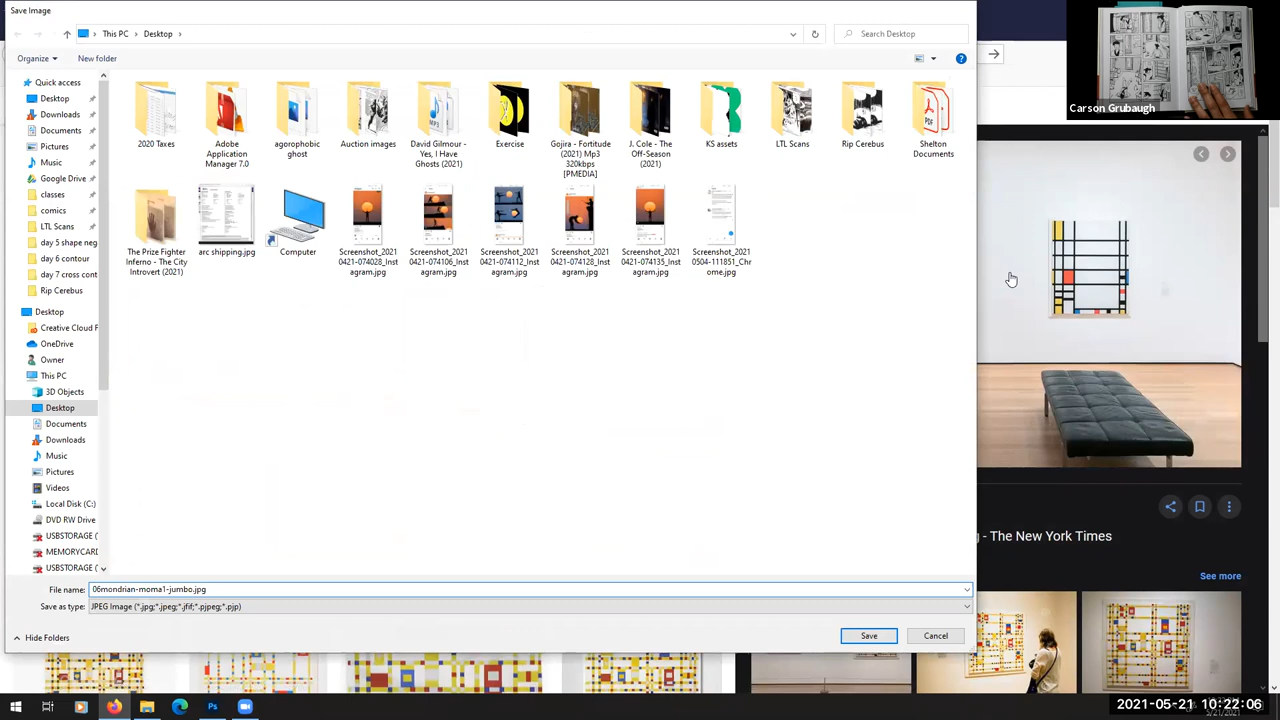 Save Image
This PC
Desktop
Search Desktop
Organize
New folder
Carson Grubaugh
Quick access
Desktop
Downloads
Documents
Pictures
Music
Google Drive
classes
comics
LTL Scans
day 5 shape neg
day 6 contour
day 7 cross cont
Rip Cerebus
Desktop
Creative Cloud F
OneDrive
Owner
This PC
3D Objects
Desktop
Documents
Downloads
Music
Pictures
Videos
Local Disk (C:)
DVD RW Drive
USBSTORAGE (
MEMORYCARD
USBSTORAGE (
2020 Taxes
Adobe
Application
Manager 7.0
agorophobic
ghost
Auction images
David Gilmour -
Yes, I Have
Ghosts (2021)
Exercise
Gojira - Fortitude
(2021) Mp3
320kbps
[PMEDIA]
J. Cole - The
Off-Season
(2021)
KS assets
LTL Scans
Rip Cerebus
Shelton
Documents
The Prize Fighter
Inferno - The City
Introvert (2021)
arc shipping.jpg
Computer
Screenshot_2021
0421-074028_Inst
agram.jpg
Screenshot_2021
0421-074106_Inst
agram.jpg
Screenshot_2021
0421-074112_Inst
agram.jpg
Screenshot_2021
0421-074128_Inst
agram.jpg
Screenshot_2021
0421-074135_Inst
agram.jpg
Screenshot_2021
0504-111851_Chr
ome.jpg
File name: 06mondrian-moma1-jumbo.jpg
Save as type: JPEG Image (*.jpg;*.jpeg;*.jfif;*.pjpeg;*.pjp)
Hide Folders
Save
Cancel
- The New York Times
See more
2021-05-21 10:22:06